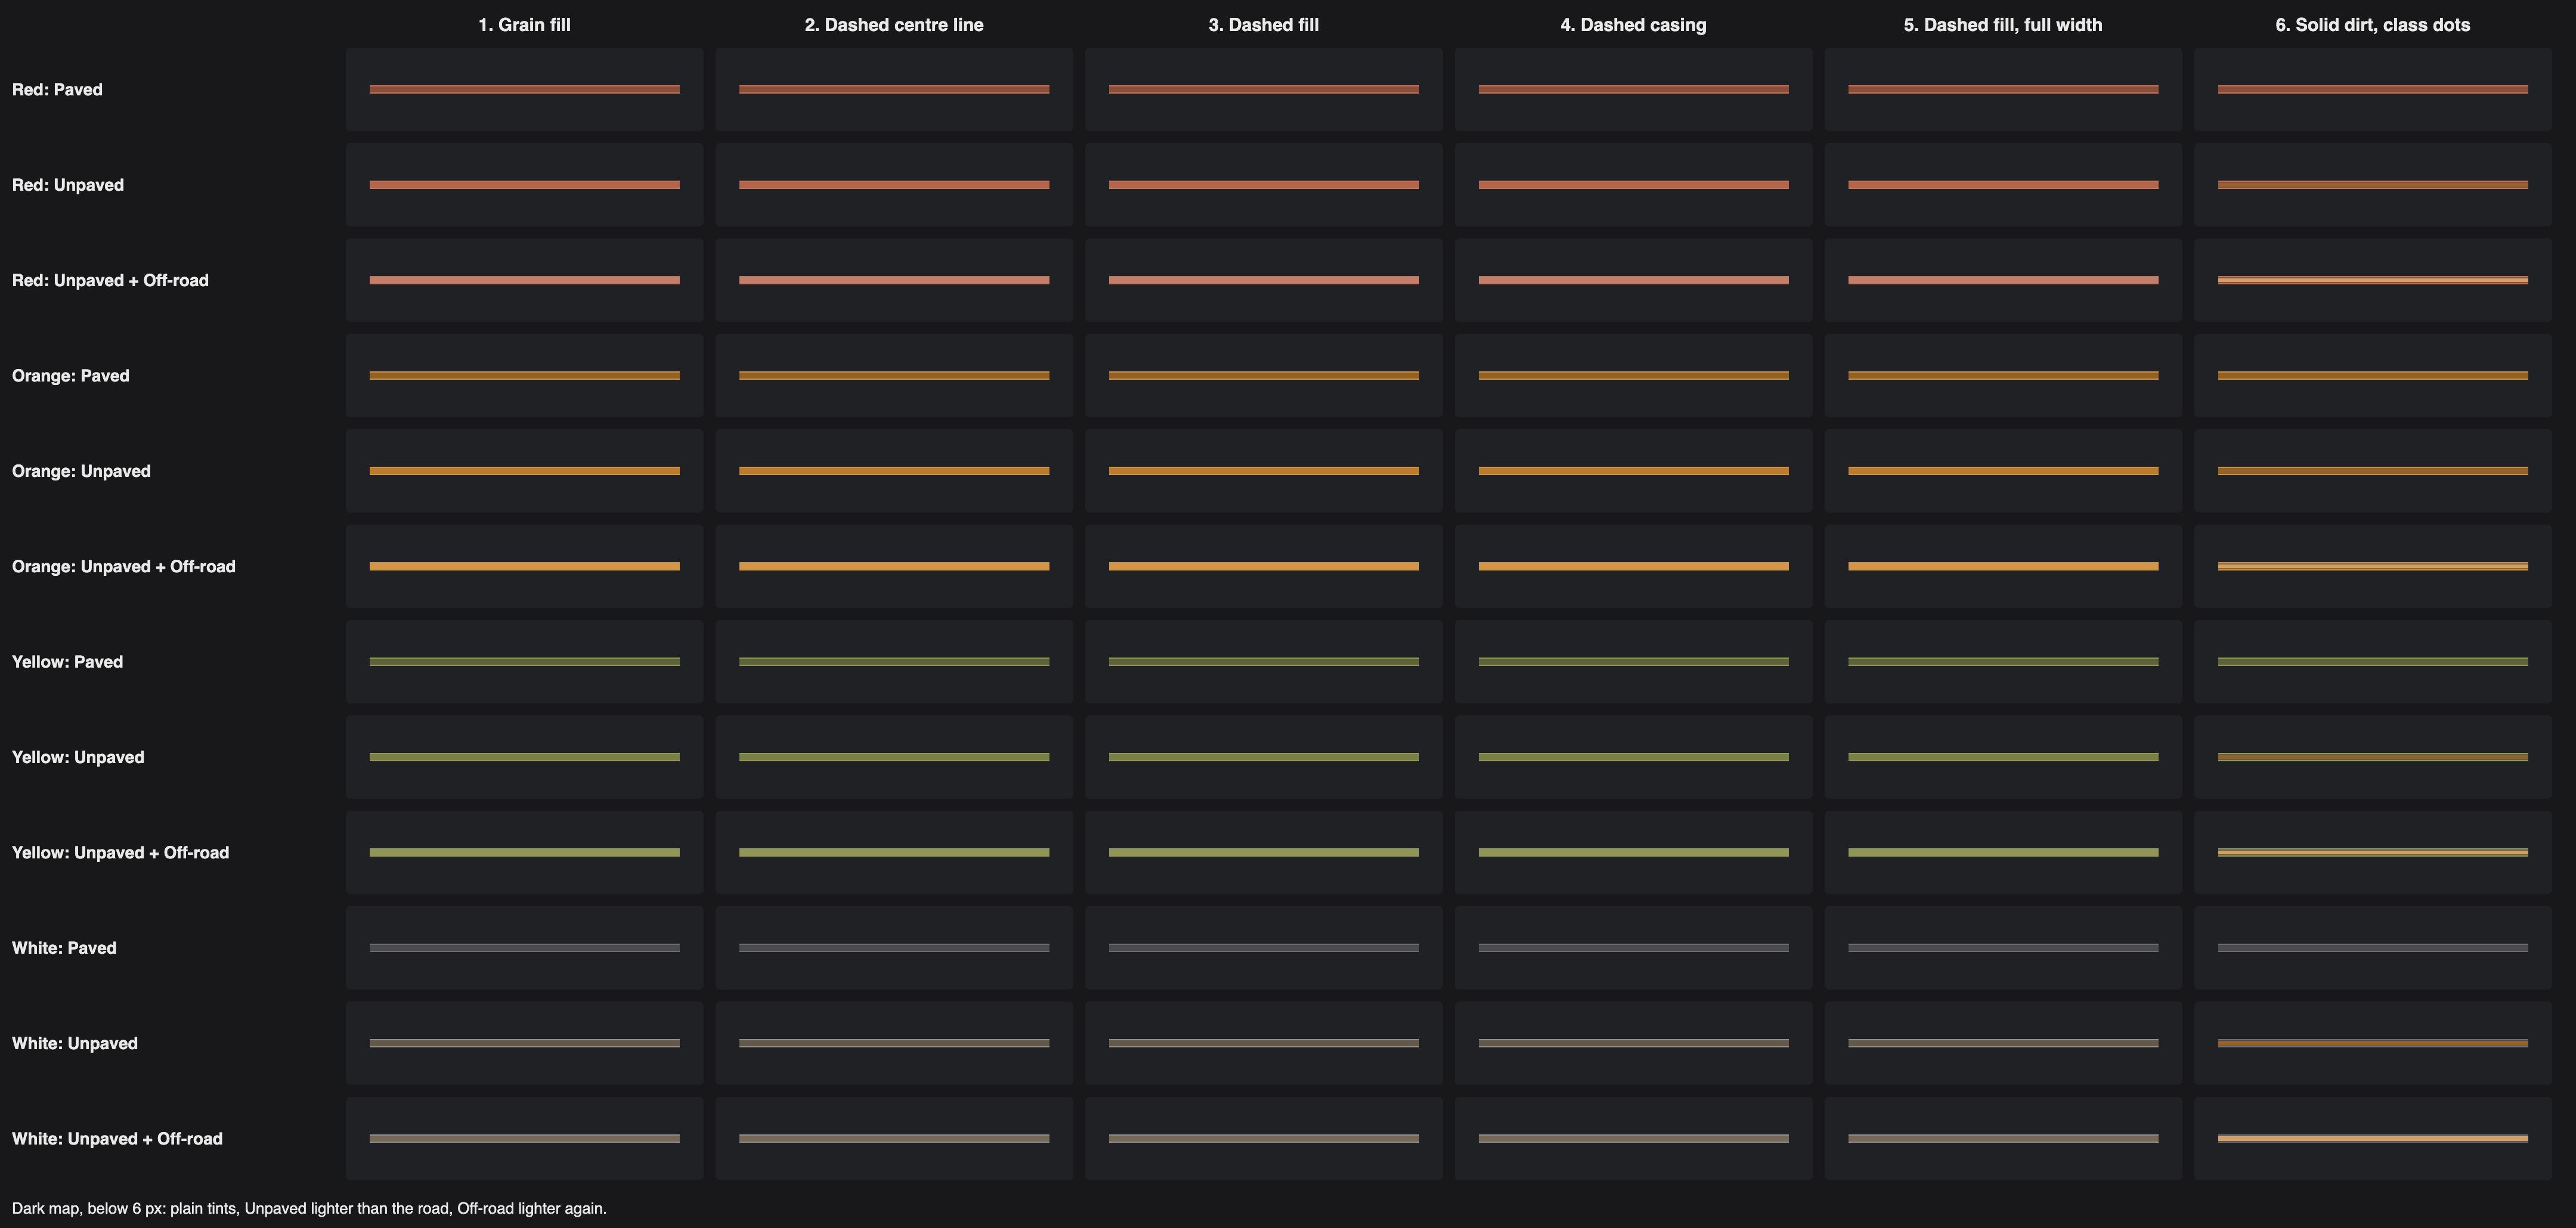 1. Grain fill
2. Dashed centre line
3. Dashed fill
4. Dashed casing
5. Dashed fill, full width
6. Solid dirt, class dots
Red: Paved
Red: Unpaved
Red: Unpaved + Off-road
Orange: Paved
Orange: Unpaved
Orange: Unpaved + Off-road
Yellow: Paved
Yellow: Unpaved
Yellow: Unpaved + Off-road
White: Paved
White: Unpaved
White: Unpaved + Off-road
Dark map, below 6 px: plain tints, Unpaved lighter than the road, Off-road lighter again.